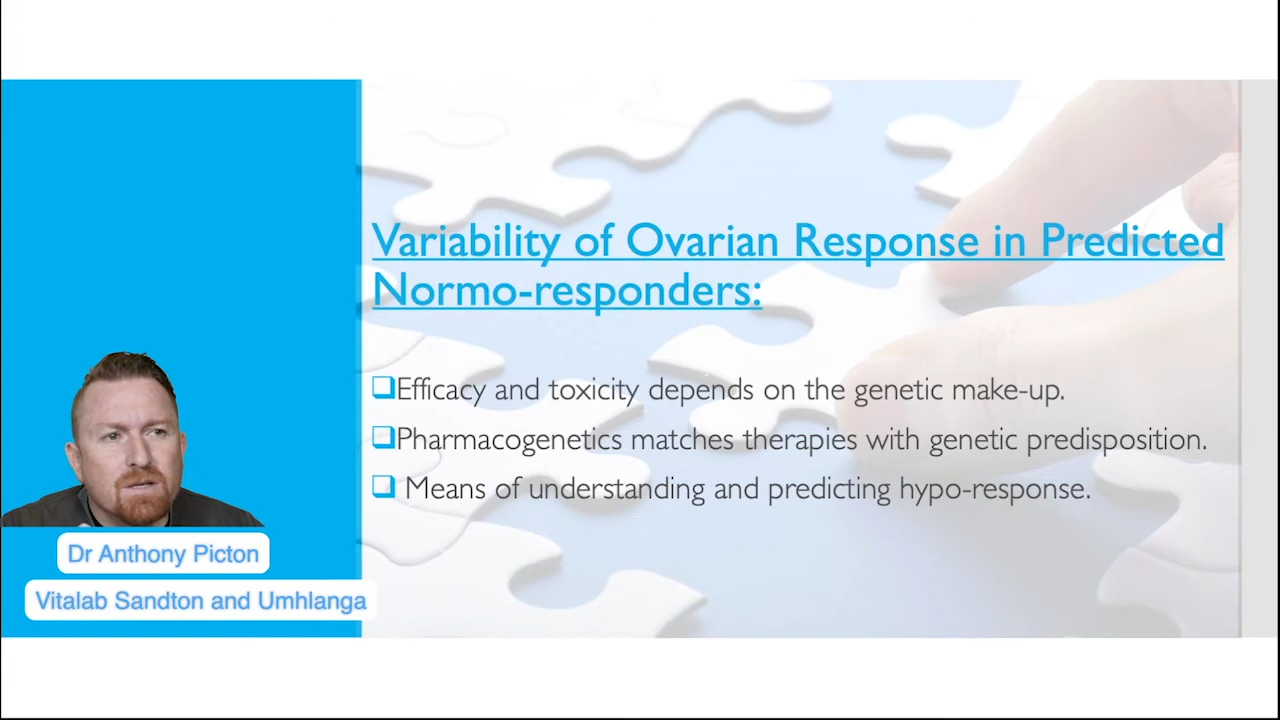 Variability of Ovarian Response in Predicted
Normo-responders:
Efficacy and toxicity depends on the genetic make-up.
Pharmacogenetics matches therapies with genetic predisposition.
Means of understanding and predicting hypo-response.
Dr Anthony Picton
Vitalab Sandton and Umhlanga